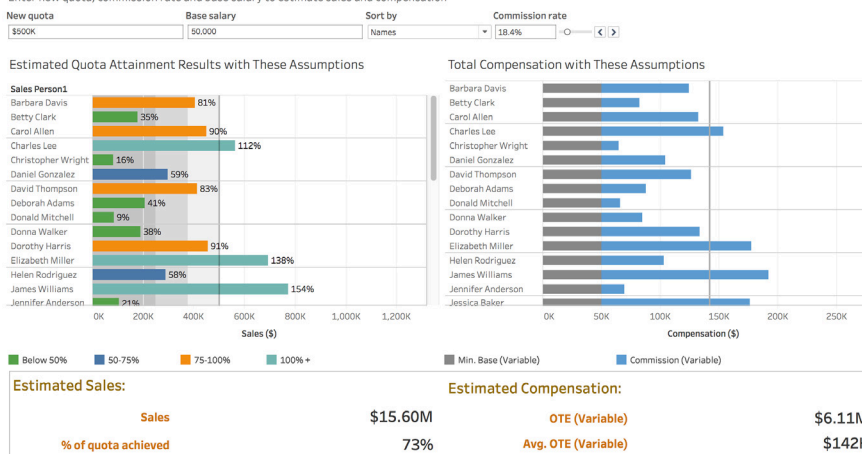 New quota Base salary Sort by Commission rate
$500K 50.000 Names 18.4%
Estimated Quota Attainment Results with These Assumptions
Sales Person1
Barbara Davis 81%
Betty Clark 35%
Carol Allen 90%
Charles Lee 112%
Christopher Wright 16%
Daniel Gonzalez 59%
David Thompson 83%
Deborah Adams 41%
Donald Mitchell 9%
Donna Walker 38%
Dorothy Harris 91%
Elizabeth Miller 138%
Helen Rodriguez 58%
James Williams 154%
Jennifer Anderson 21%
0K 200K 400K 600K 800K 1,000K 1,200K
Sales ($)
Total Compensation with These Assumptions
Barbara Davis
Betty Clark
Carol Allen
Charles Lee
Christopher Wright
Daniel Gonzalez
David Thompson
Deborah Adams
Donald Mitchell
Donna Walker
Dorothy Harris
Elizabeth Miller
Helen Rodriguez
James Williams
Jennifer Anderson
Jessica Baker
0K 50K 100K 150K 200K 250K
Compensation ($)
Below 50% 50-75% 75-100% 100% +
Min. Base (Variable) Commission (Variable)
Estimated Sales:
Sales $15.60M
% of quota achieved 73%
Estimated Compensation:
OTE (Variable) $6.11M
Avg. OTE (Variable) $142K